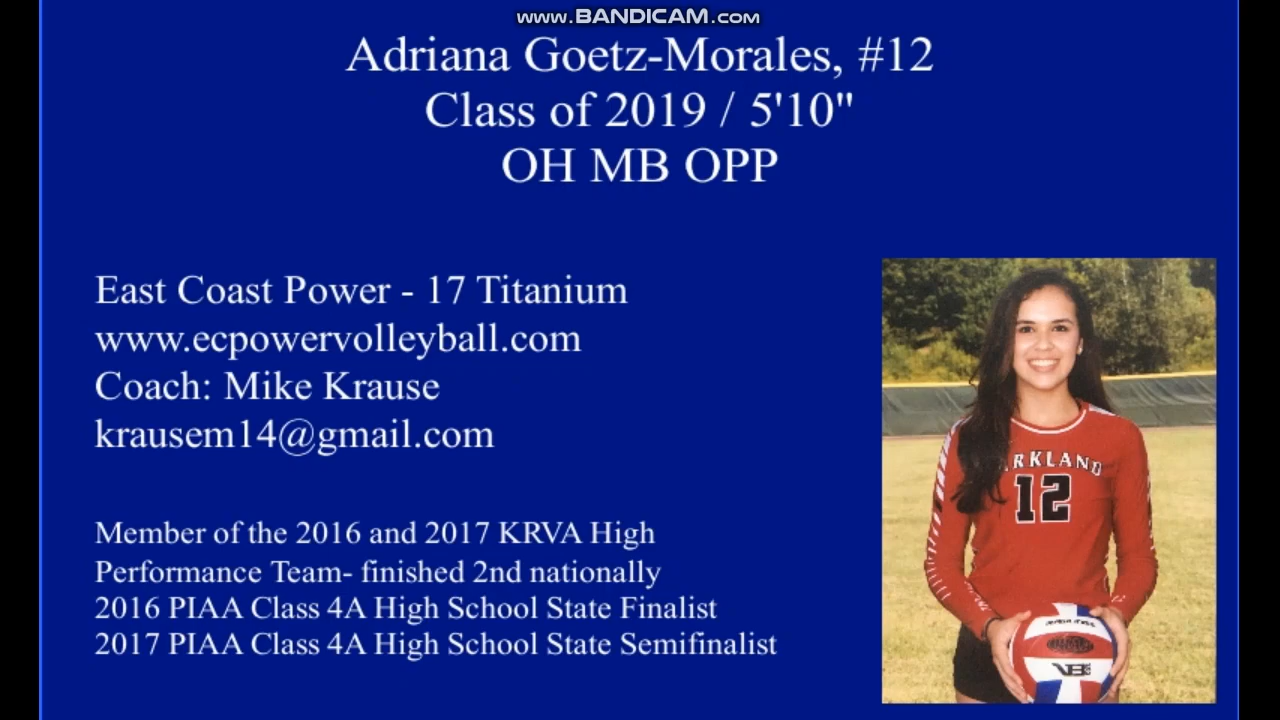 www.BANDICAM.com
Adriana Goetz-Morales, #12
Class of 2019 / 5'10"
OH MB OPP
East Coast Power - 17 Titanium
www.ecpowervolleyball.com
Coach: Mike Krause
krausem14@gmail.com
Member of the 2016 and 2017 KRVA High
Performance Team- finished 2nd nationally
2016 PIAA Class 4A High School State Finalist
2017 PIAA Class 4A High School State Semifinalist
12